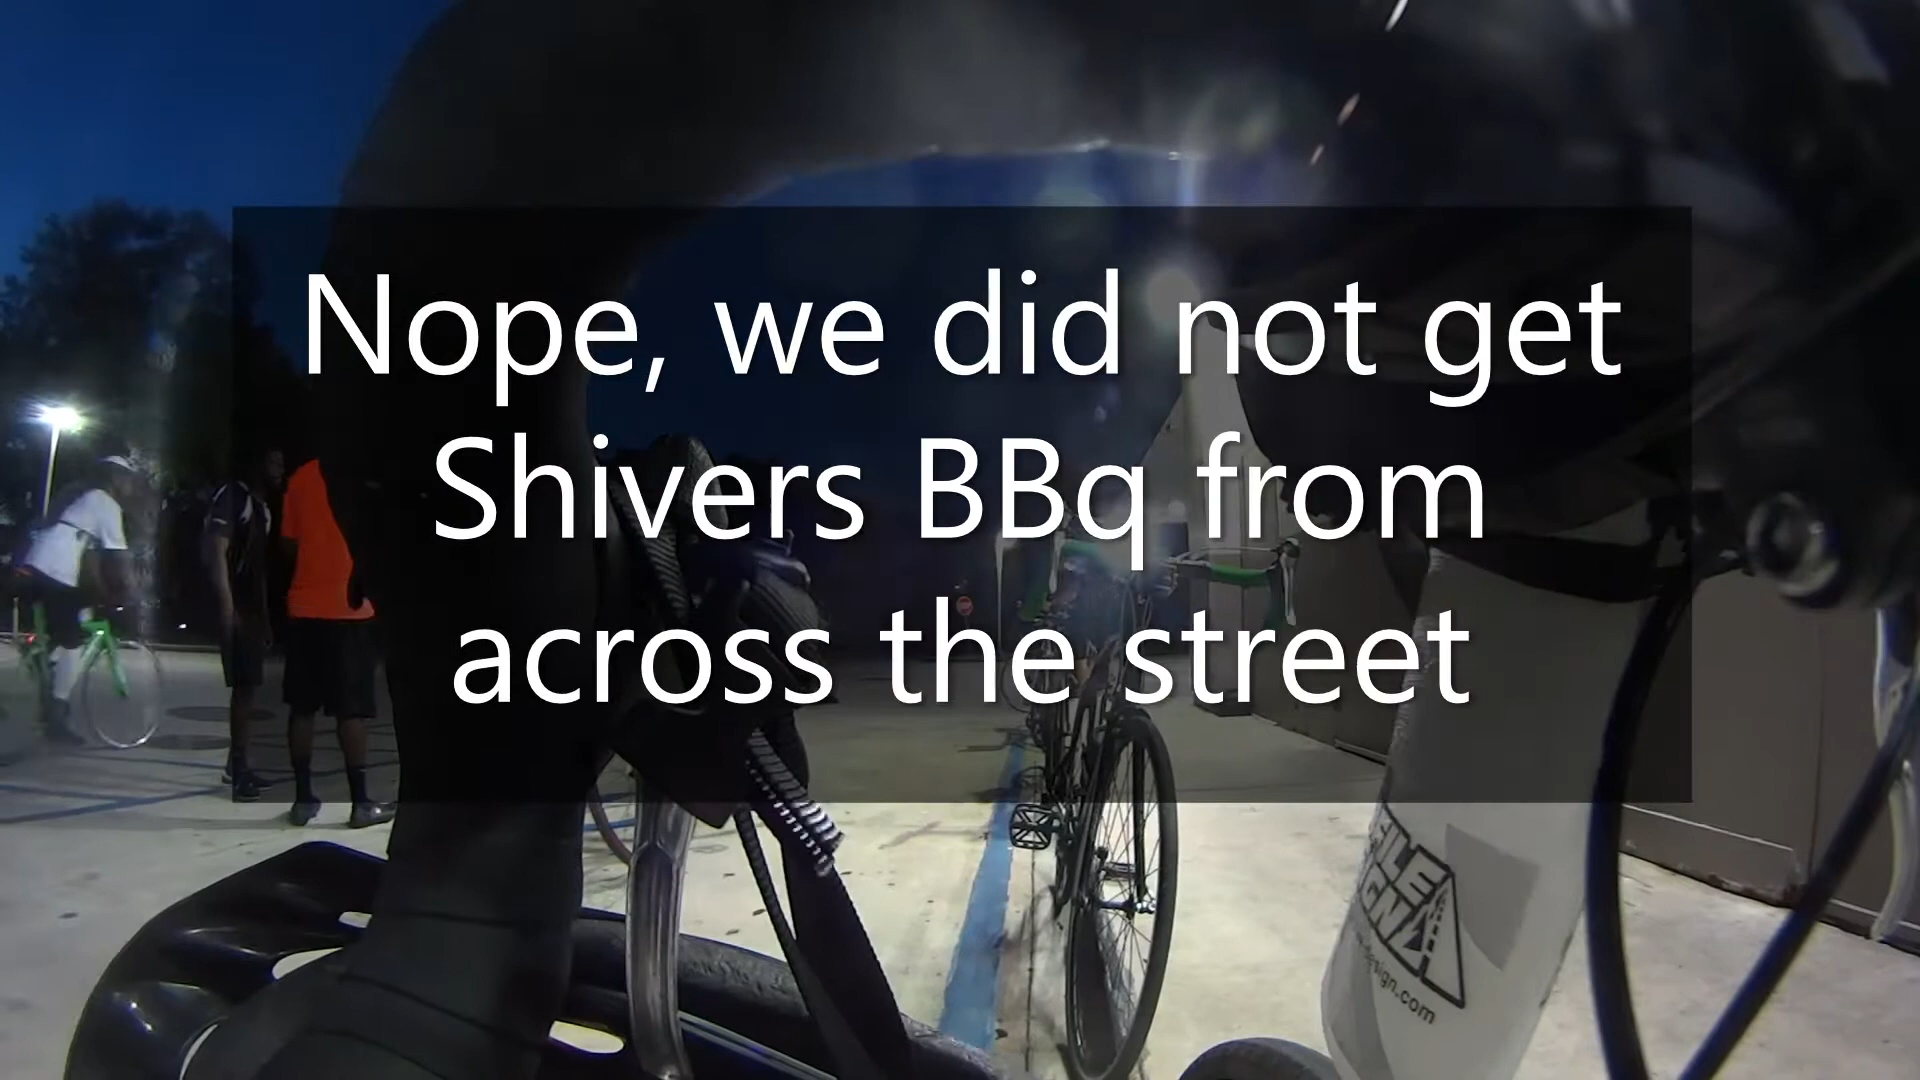 Nope, we did not get
Shivers BBq from
across the street